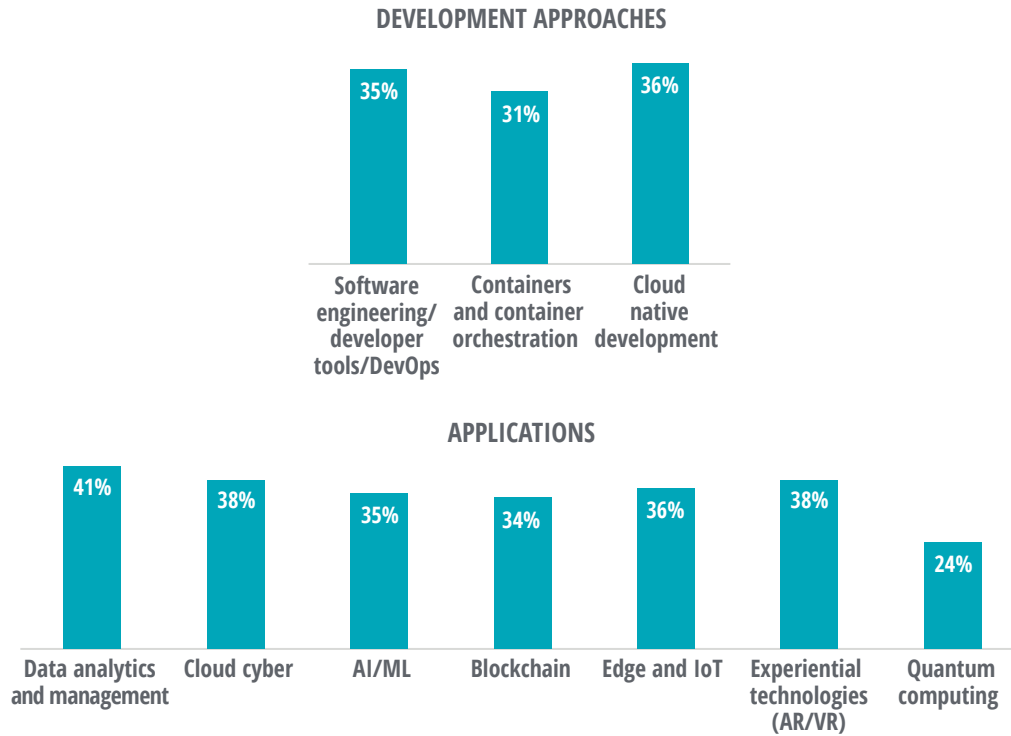 DEVELOPMENT APPROACHES
35%
31%
36%
Software
engineering/
developer
tools/DevOps
Containers
and container
orchestration
Cloud
native
development
APPLICATIONS
41%
38%
35%
34%
36%
38%
24%
Data analytics
and management
Cloud cyber
AI/ML
Blockchain
Edge and IoT
Experiential
technologies
(AR/VR)
Quantum
computing